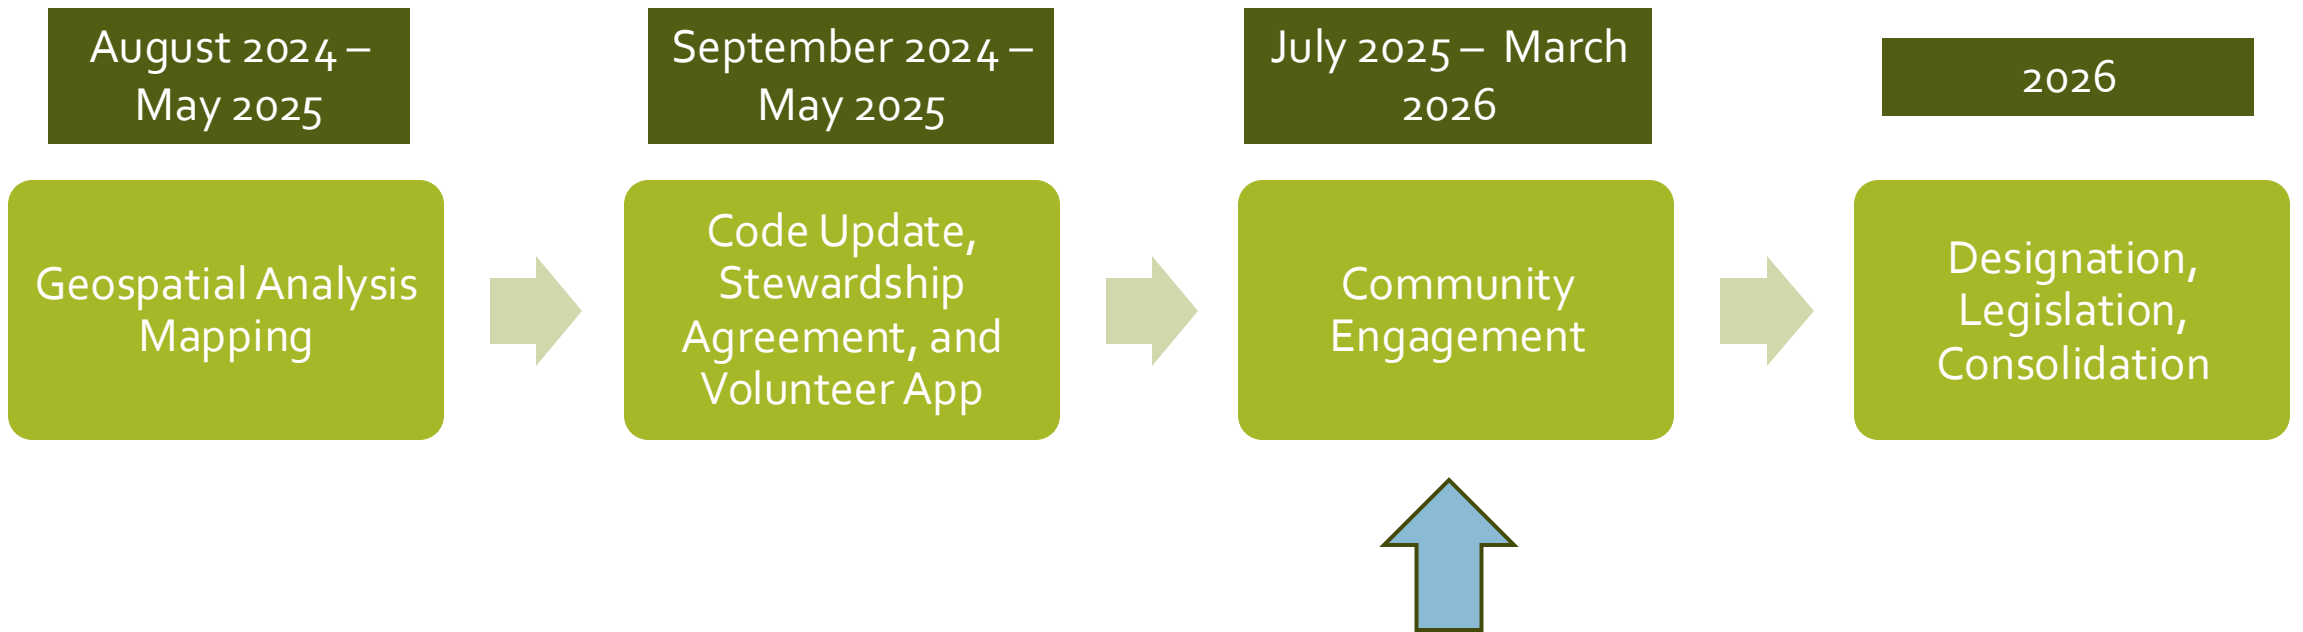 August 2024 –
May 2025
September 2024 –
May 2025
July 2025 – March
2026
2026
Geospatial Analysis
Mapping
Code Update,
Stewardship
Agreement, and
Volunteer App
Community
Engagement
Designation,
Legislation,
Consolidation